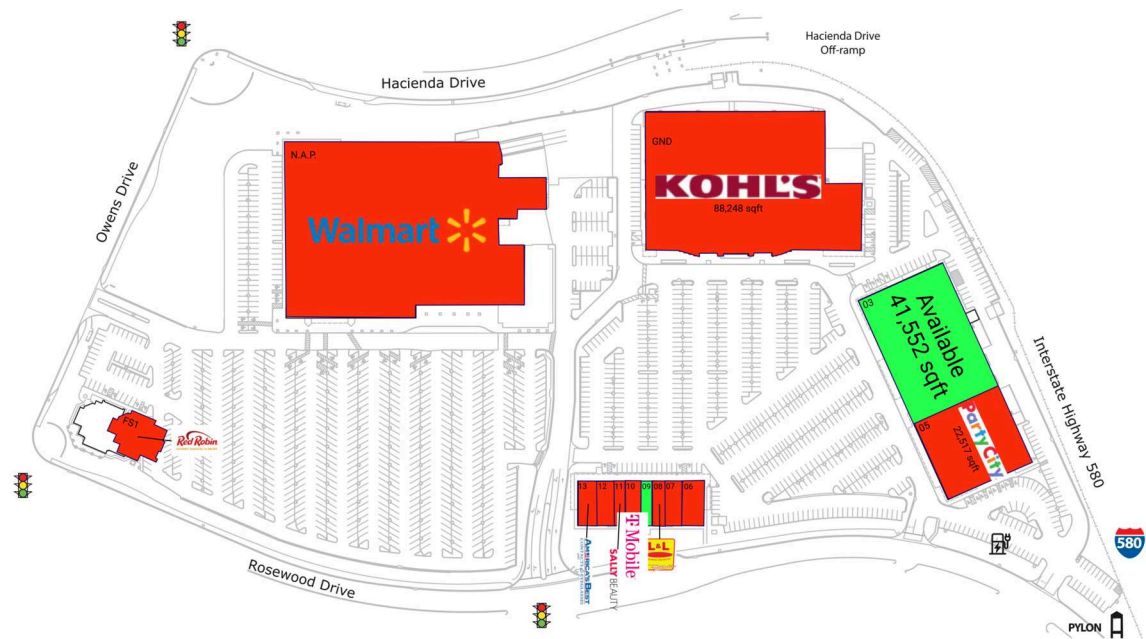 Hacienda Drive
Off-ramp
Hacienda Drive
Owens Drive
N.A.P.
Walmart
GND
KOHL'S
88,248 sqft
03
Available
41,552 sqft
05
Party City
22,517 sqft
Interstate Highway 580
FS1
Red Robin
13
12
11
10
09
08
07
06
AMERICA'S BEST
SALLY BEAUTY
T Mobile
L&L
Rosewood Drive
580
PYLON